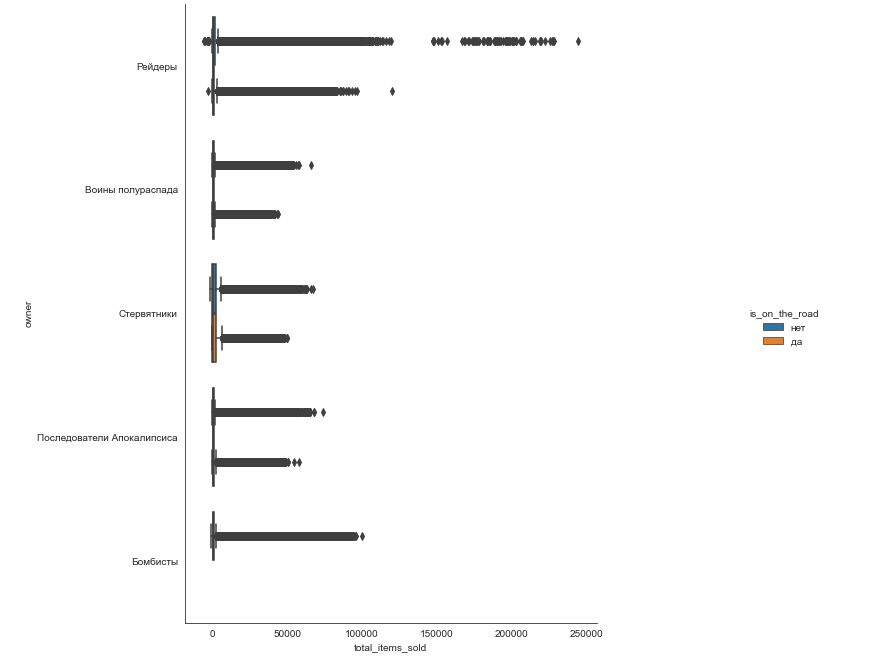 Рейдеры
Воины полураспада
Стервятники
Последователи Апокалипсиса
Бомбисты
owner
is_on_the_road
нет
да
0 50000 100000 150000 200000 250000
total_items_sold